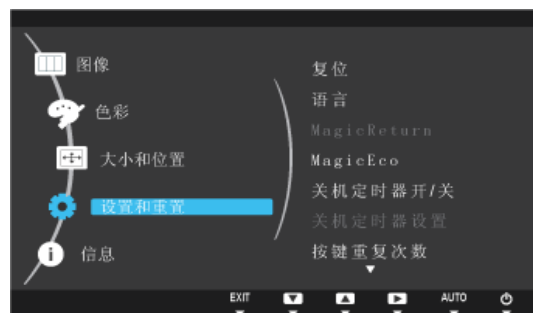 图像
色彩
大小和位置
设置和重置
信息
复位
语言
MagicReturn
MagicEco
关机定时器开/关
关机定时器设置
按键重复次数
EXIT
AUTO